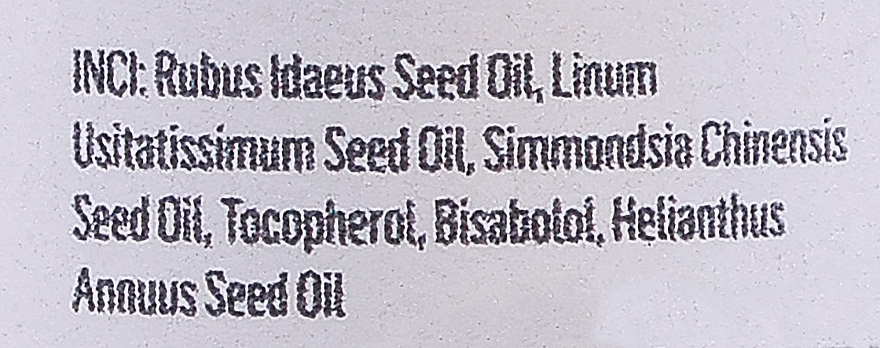 INCI: Rubus Idaeus Seed Oil, Linum
Usitatissimum Seed Oil, Simmondsia Chinensis
Seed Oil, Tocopherol, Bisabolol, Helianthus
Annuus Seed Oil